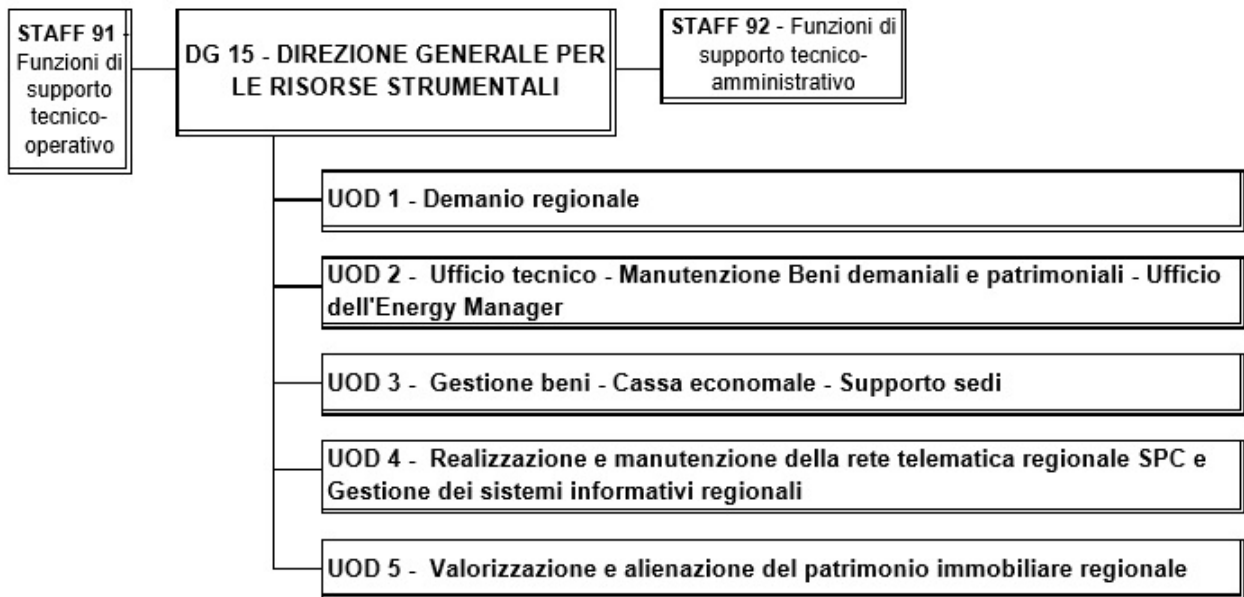 STAFF 91 -
Funzioni di
supporto
tecnico-
operativo
DG 15 - DIREZIONE GENERALE PER
LE RISORSE STRUMENTALI
STAFF 92 - Funzioni di
supporto tecnico-
amministrativo
UOD 1 - Demanio regionale
UOD 2 - Ufficio tecnico - Manutenzione Beni demaniali e patrimoniali - Ufficio
dell'Energy Manager
UOD 3 - Gestione beni - Cassa economale - Supporto sedi
UOD 4 - Realizzazione e manutenzione della rete telematica regionale SPC e
Gestione dei sistemi informativi regionali
UOD 5 - Valorizzazione e alienazione del patrimonio immobiliare regionale